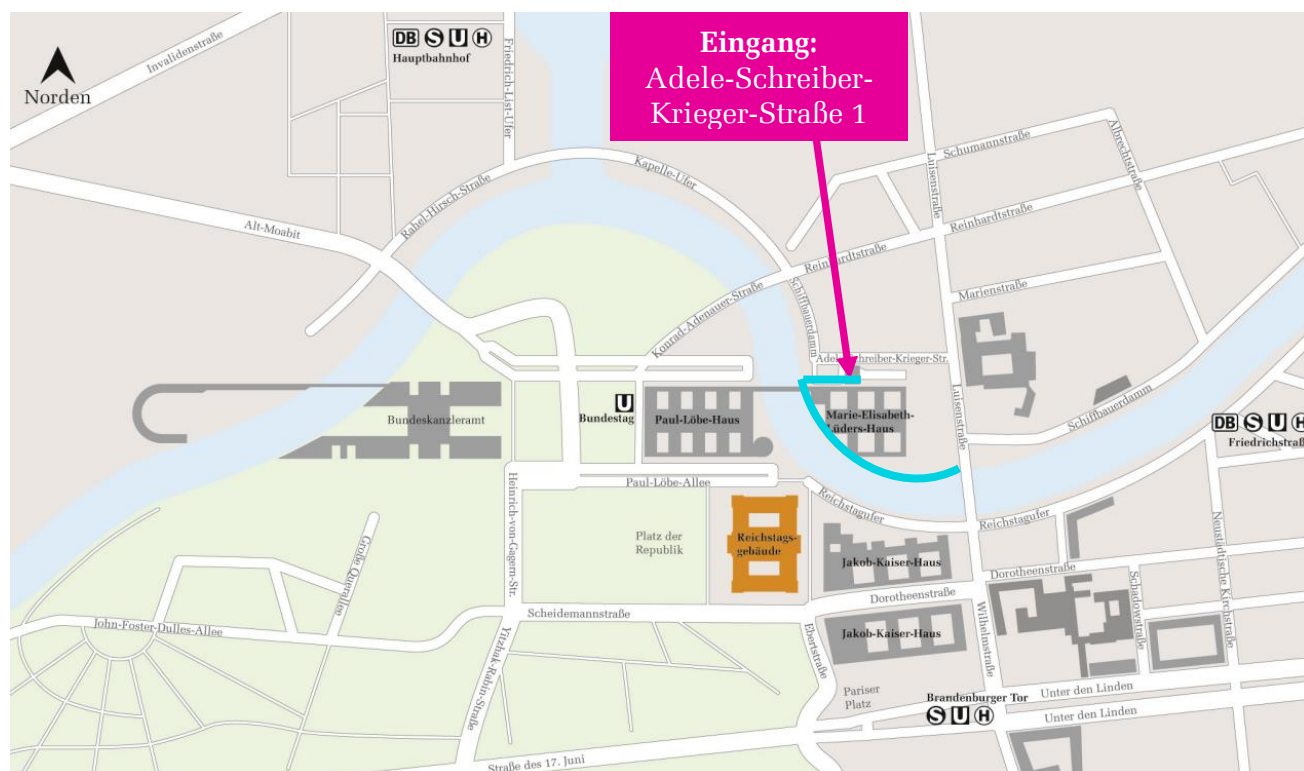 Norden
Invalidenstraße
DB S U H
Hauptbahnhof
Friedrich-List-Ufer
Eingang:
Adele-Schreiber-
Krieger-Straße 1
Luisenstraße
Schumannstraße
Albrechtstraße
Kapelle-Ufer
Rahel-Hirsch-Straße
Alt-Moabit
Reinhardtstraße
Reinhardtstraße
Schiffbauerdamm
Konrad-Adenauer-Straße
Marienstraße
Adele-Schreiber-Krieger-Str.
Luisenstraße
Schiffbauerdamm
U
Bundestag
Bundeskanzleramt
Paul-Löbe-Haus
Marie-Elisabeth-
Lüders-Haus
DB S U H
Friedrichstraß
Paul-Löbe-Allee
Heinrich-von-Gagern-Str.
Reichstagufer
Reichstagufer
Neustädtische Kirchstraße
Platz der
Republik
Reichstags-
gebäude
Jakob-Kaiser-Haus
Große Querallee
Dorotheenstraße
Dorotheenstraße
Schadowstraße
Scheidemannstraße
John-Foster-Dulles-Allee
Yitzhak-Rabin-Straße
Ebertstraße
Jakob-Kaiser-Haus
Wilhelmstraße
Pariser
Platz
Brandenburger Tor
S U H
Unter den Linden
Unter den Linden
Straße des 17. Juni